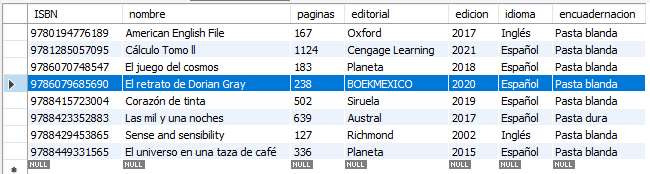 ISBN nombre paginas editorial edicion idioma encuadernacion
9780194776189 American English File 167 Oxford 2017 Inglés Pasta blanda
9781285057095 Cálculo Tomo ll 1124 Cengage Learning 2021 Español Pasta blanda
9786070748547 El juego del cosmos 183 Planeta 2018 Español Pasta blanda
9786079685690 El retrato de Dorian Gray 238 BOEKMEXICO 2020 Español Pasta blanda
9788415723004 Corazón de tinta 502 Siruela 2019 Español Pasta blanda
9788423352883 Las mil y una noches 639 Austral 2017 Español Pasta dura
9788429453865 Sense and sensibility 127 Richmond 2002 Inglés Pasta blanda
9788449331565 El universo en una taza de café 336 Planeta 2015 Español Pasta blanda
NULL NULL NULL NULL NULL NULL NULL